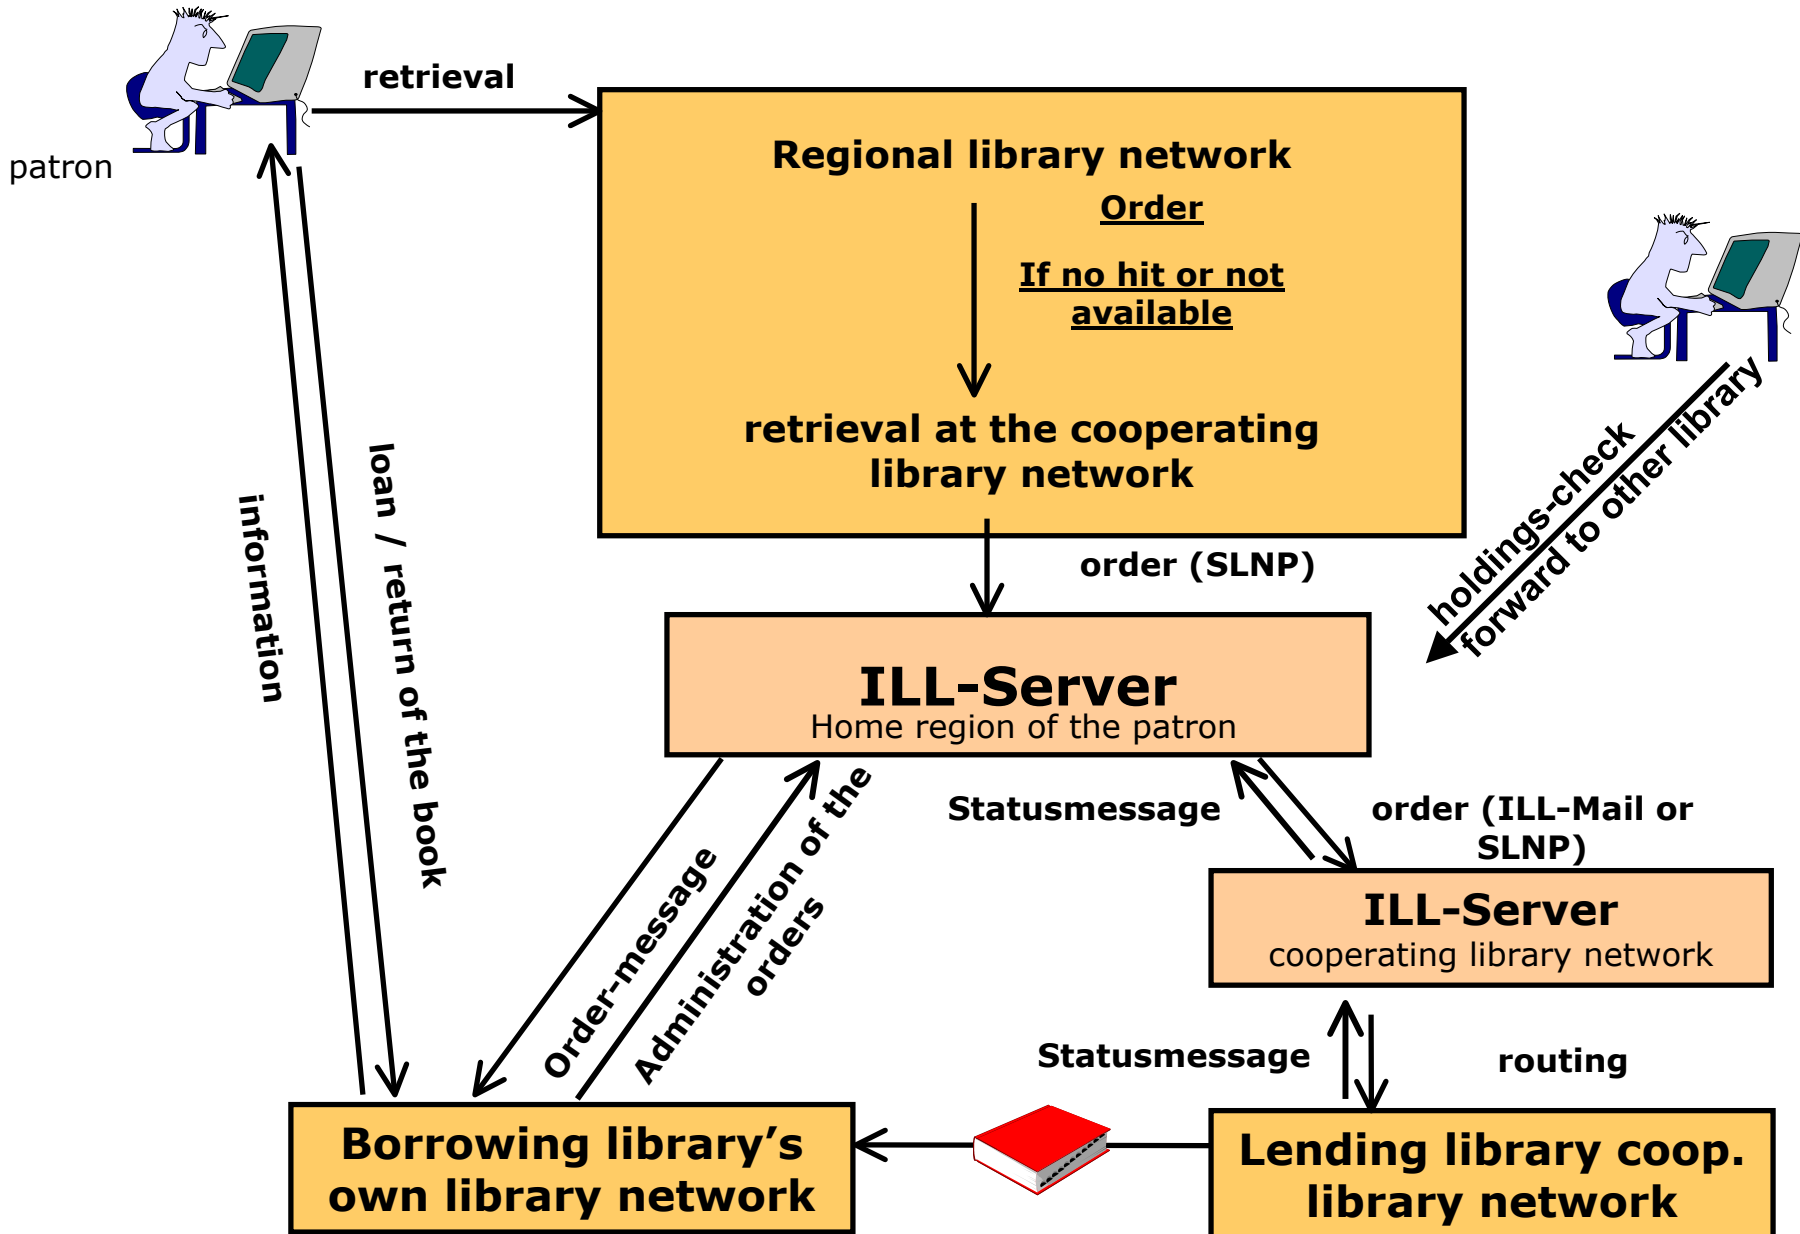 retrieval
patron
Regional library network
Order
If no hit or not
available
retrieval at the cooperating
library network
holdings-check
forward to other library
order (SLNP)
information
loan / return of the book
ILL-Server
Home region of the patron
Statusmessage
order (ILL-Mail or
SLNP)
Order-message
Administration of the
orders
ILL-Server
cooperating library network
Statusmessage
routing
Borrowing library’s
own library network
Lending library coop.
library network